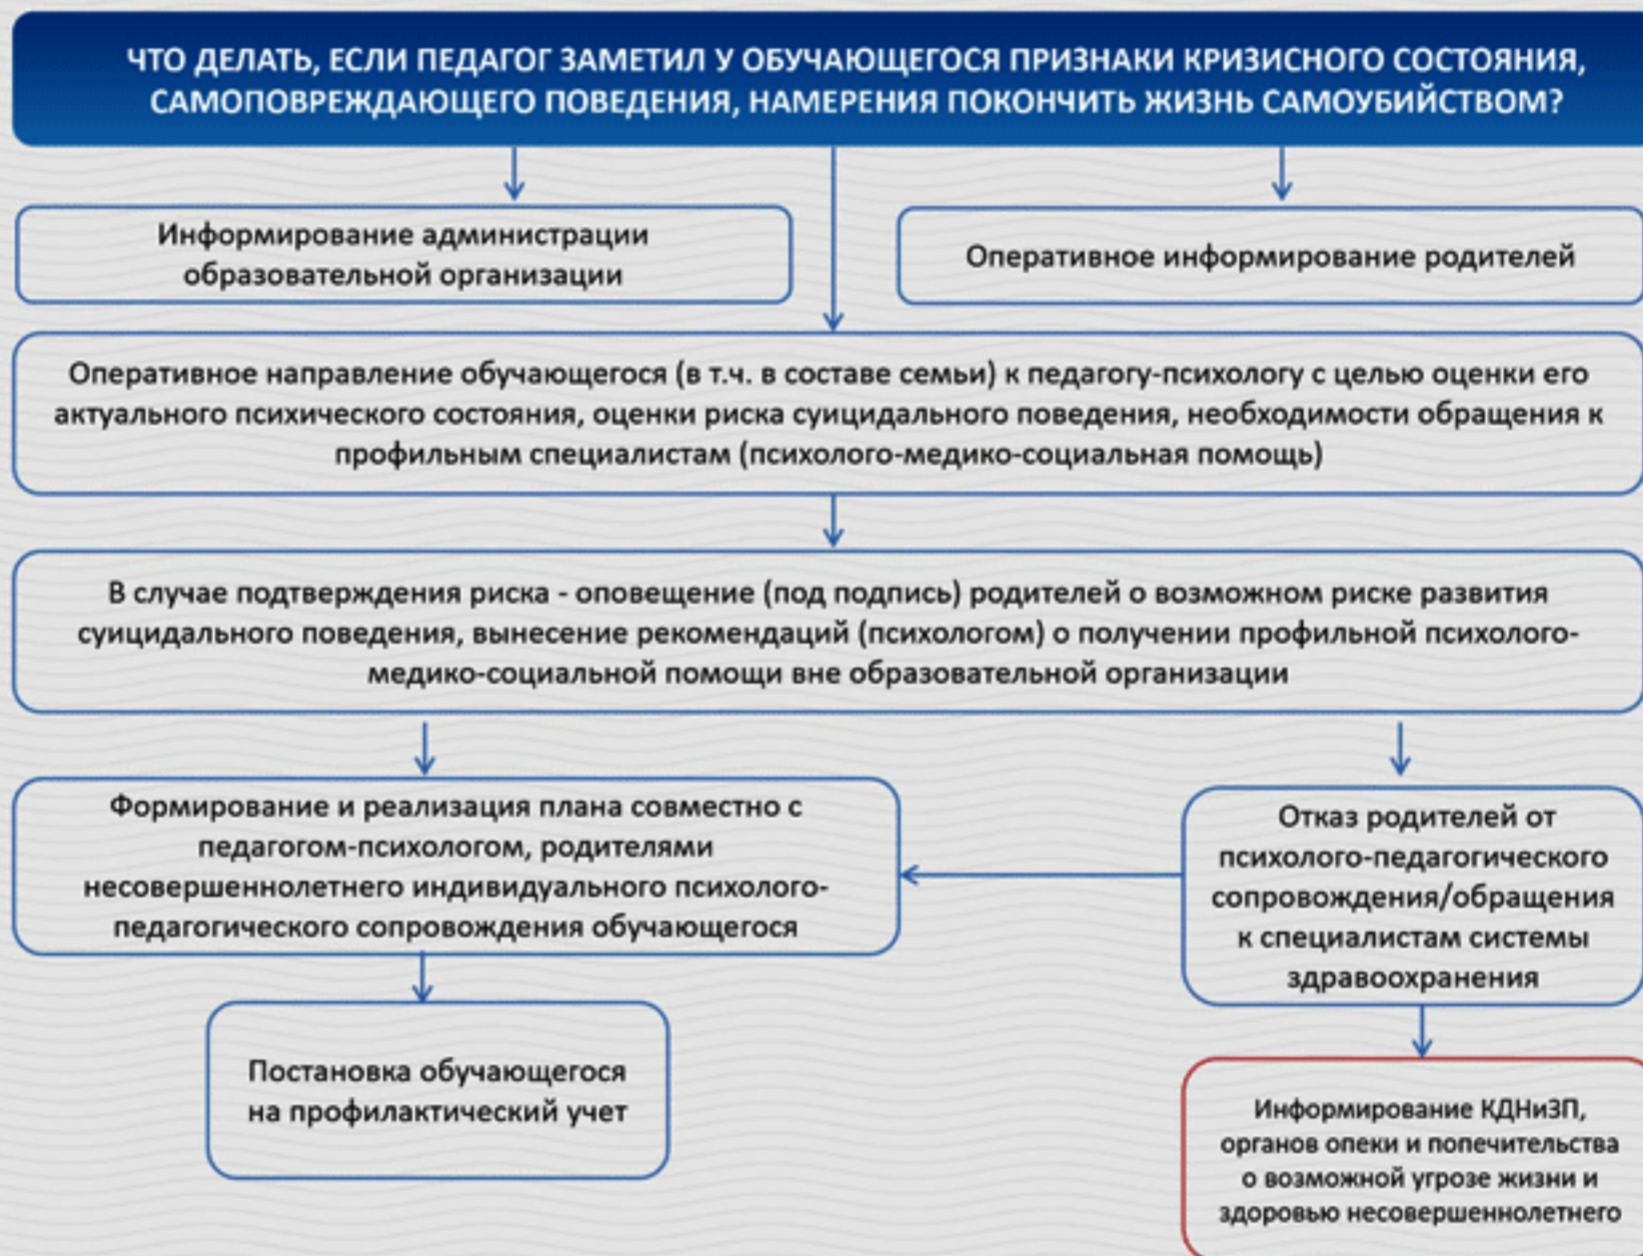 ЧТО ДЕЛАТЬ, ЕСЛИ ПЕДАГОГ ЗАМЕТИЛ У ОБУЧАЮЩЕГОСЯ ПРИЗНАКИ КРИЗИСНОГО СОСТОЯНИЯ,
САМОПОВРЕЖДАЮЩЕГО ПОВЕДЕНИЯ, НАМЕРЕНИЯ ПОКОНЧИТЬ ЖИЗНЬ САМОУБИЙСТВОМ?
Информирование администрации
образовательной организации
Оперативное информирование родителей
Оперативное направление обучающегося (в т.ч. в составе семьи) к педагогу-психологу с целью оценки его
актуального психического состояния, оценки риска суицидального поведения, необходимости обращения к
профильным специалистам (психолого-медико-социальная помощь)
В случае подтверждения риска - оповещение (под подпись) родителей о возможном риске развития
суицидального поведения, вынесение рекомендаций (психологом) о получении профильной психолого-
медико-социальной помощи вне образовательной организации
Формирование и реализация плана совместно с
педагогом-психологом, родителями
несовершеннолетнего индивидуального психолого-
педагогического сопровождения обучающегося
Отказ родителей от
психолого-педагогического
сопровождения/обращения
к специалистам системы
здравоохранения
Постановка обучающегося
на профилактический учет
Информирование КДНиЗП,
органов опеки и попечительства
о возможной угрозе жизни и
здоровью несовершеннолетнего